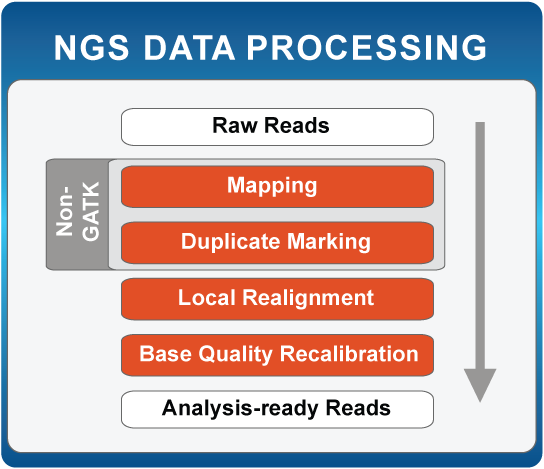 NGS DATA PROCESSING
Raw Reads
Non-
GATK
Mapping
Duplicate Marking
Local Realignment
Base Quality Recalibration
Analysis-ready Reads